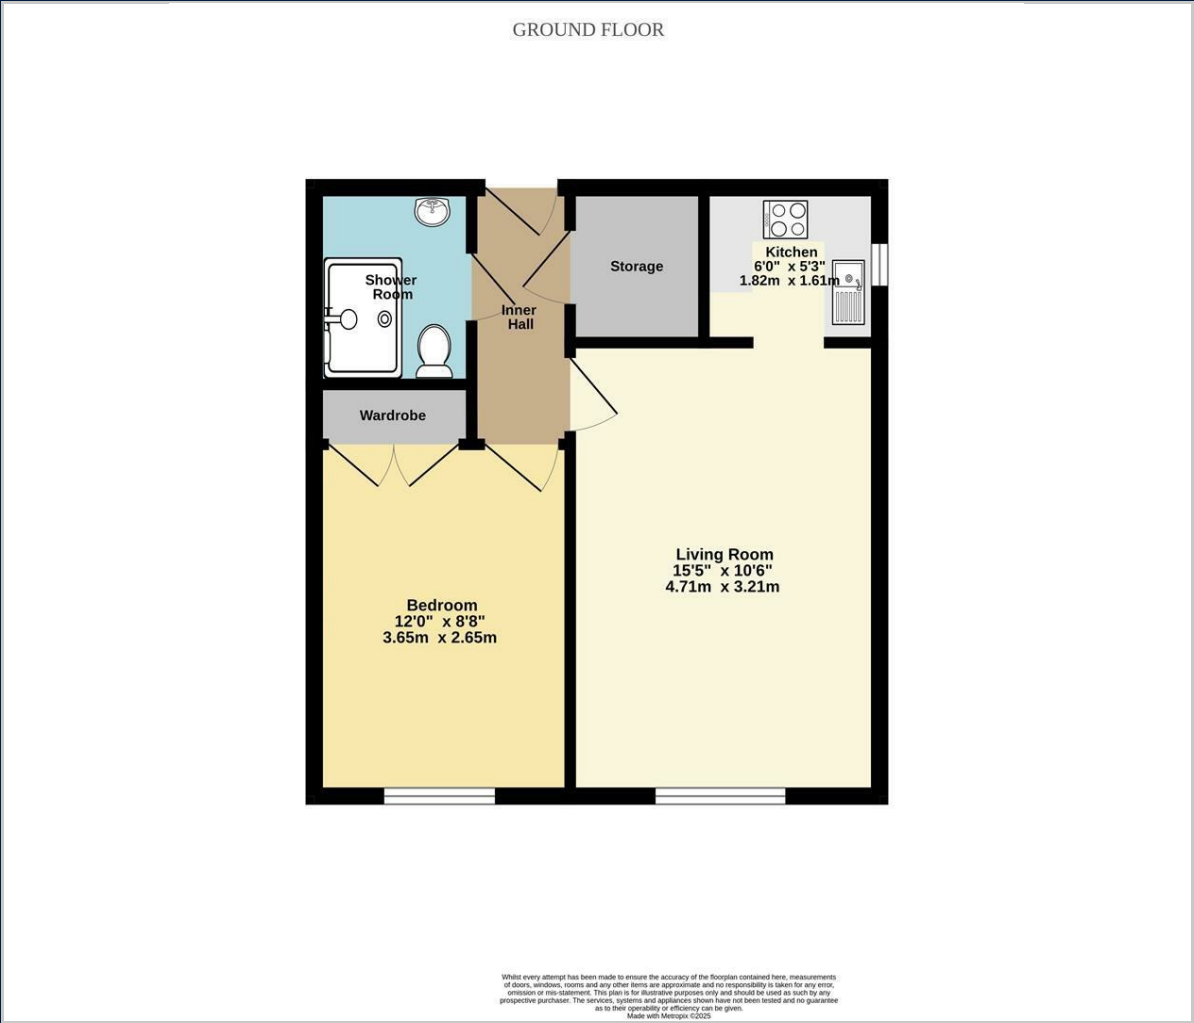 GROUND FLOOR
Shower
Room
Inner
Hall
Storage
Kitchen
6'0" x 5'3"
1.82m x 1.61m
Wardrobe
Living Room
15'5" x 10'6"
4.71m x 3.21m
Bedroom
12'0" x 8'8"
3.65m x 2.65m
Whilst every attempt has been made to ensure the accuracy of the floorplan contained here, measurements
of doors, windows, rooms and any other items are approximate and no responsibility is taken for any error,
omission or mis-statement. This plan is for illustrative purposes only and should be used as such by any
prospective purchaser. The services, systems and appliances shown have not been tested and no guarantee
as to their operability or efficiency can be given.
Made with Metropix ©2025